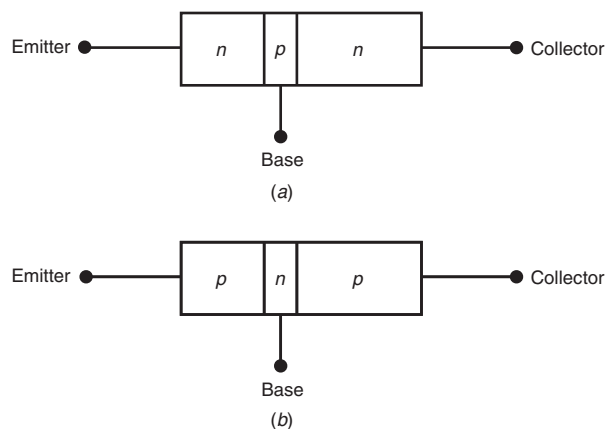 Emitter n p n Collector
Base
(a)
Emitter p n p Collector
Base
(b)